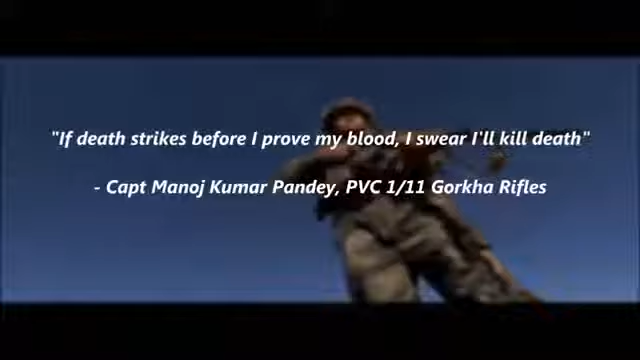 "If death strikes before I prove my blood, I swear I'll kill death"
- Capt Manoj Kumar Pandey, PVC 1/11 Gorkha Rifles